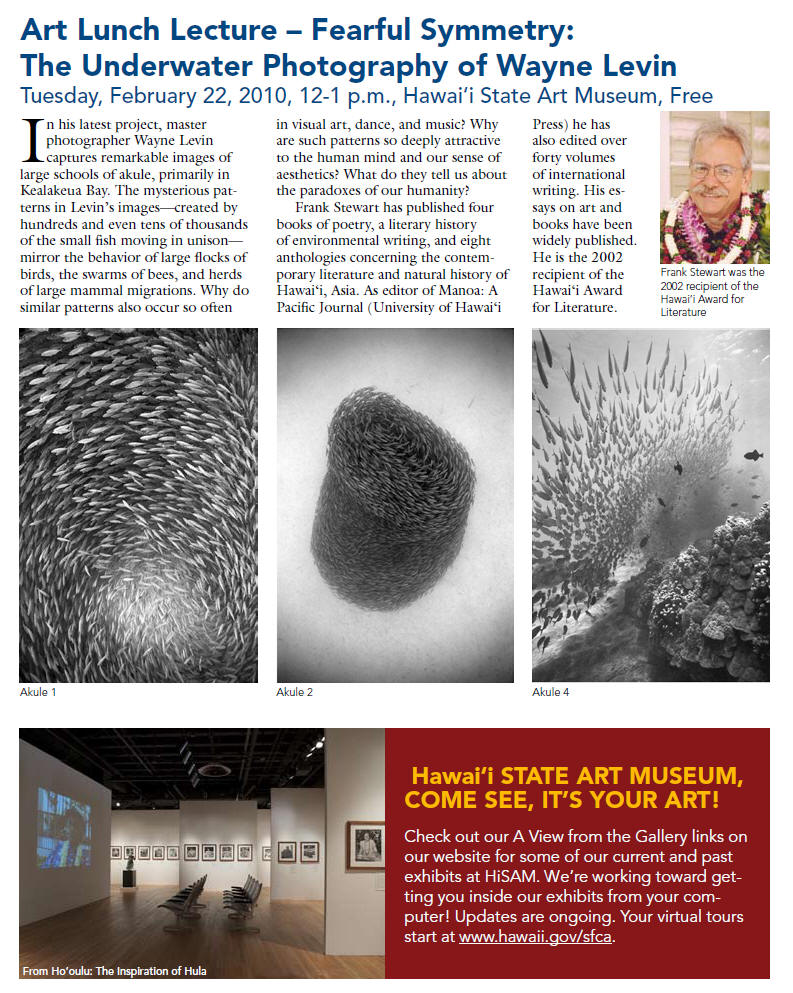 Art Lunch Lecture – Fearful Symmetry:
The Underwater Photography of Wayne Levin
Tuesday, February 22, 2010, 12-1 p.m., Hawai‘i State Art Museum, Free
In his latest project, master
photographer Wayne Levin
captures remarkable images of
large schools of akule, primarily in
Kealakeua Bay. The mysterious pat-
terns in Levin's images—created by
hundreds and even tens of thousands
of the small fish moving in unison—
mirror the behavior of large flocks of
birds, the swarms of bees, and herds
of large mammal migrations. Why do
similar patterns also occur so often
in visual art, dance, and music? Why
are such patterns so deeply attractive
to the human mind and our sense of
aesthetics? What do they tell us about
the paradoxes of our humanity?
Frank Stewart has published four
books of poetry, a literary history
of environmental writing, and eight
anthologies concerning the contem-
porary literature and natural history of
Hawai‘i, Asia. As editor of Manoa: A
Pacific Journal (University of Hawai‘i
Press) he has
also edited over
forty volumes
of international
writing. His es-
says on art and
books have been
widely published.
He is the 2002
recipient of the
Hawai‘i Award
for Literature.
Frank Stewart was the
2002 recipient of the
Hawai‘i Award for
Literature
Akule 1
Akule 2
Akule 4
From Ho‘oulu: The Inspiration of Hula
Hawai‘i STATE ART MUSEUM,
COME SEE, IT'S YOUR ART!
Check out our A View from the Gallery links on
our website for some of our current and past
exhibits at HiSAM. We're working toward get-
ting you inside our exhibits from your com-
puter! Updates are ongoing. Your virtual tours
start at www.hawaii.gov/sfca.